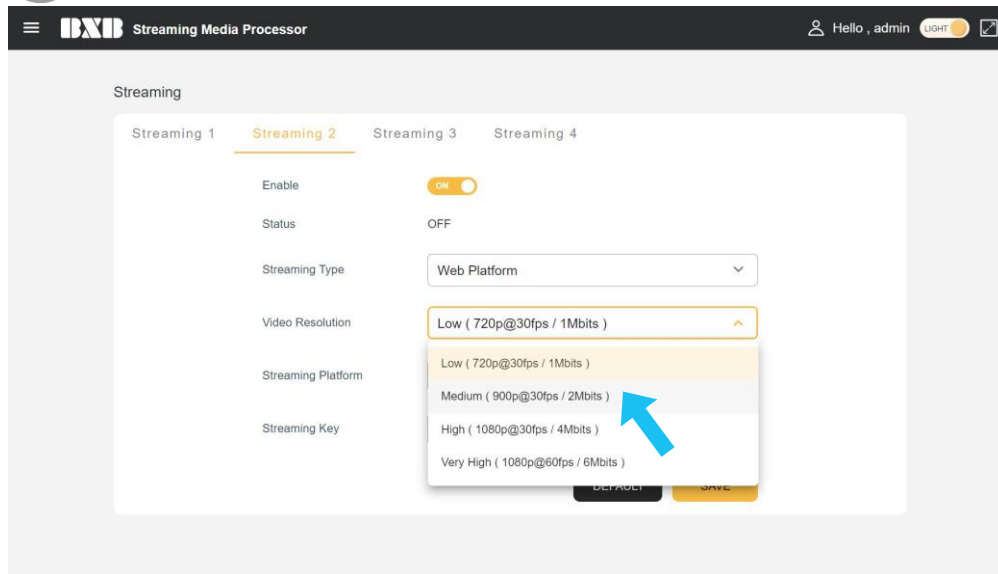 BXB Streaming Media Processor Hello , admin LIGHT
Streaming
Streaming 1 Streaming 2 Streaming 3 Streaming 4
Enable ON
Status OFF
Streaming Type Web Platform
Video Resolution Low ( 720p@30fps / 1Mbits )
Low ( 720p@30fps / 1Mbits )
Streaming Platform
Medium ( 900p@30fps / 2Mbits )
Streaming Key High ( 1080p@30fps / 4Mbits )
Very High ( 1080p@60fps / 6Mbits )
DEFAULT SAVE